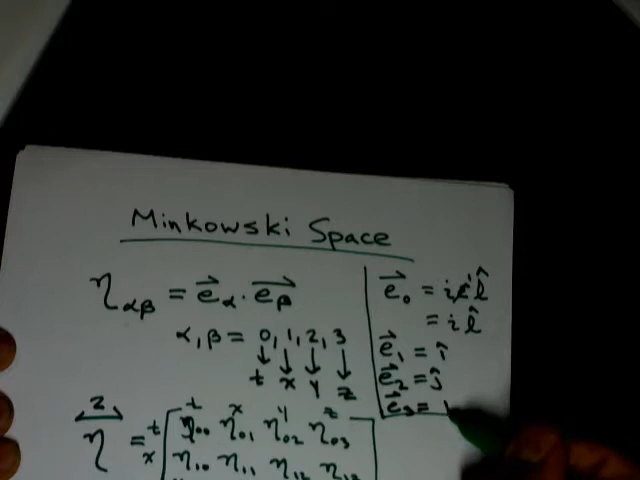 Minkowski Space
η_αβ = e⃗_α · e⃗_β
α, β = 0, 1, 2, 3
↓ ↓ ↓ ↓
t x y z
e⃗_0 = i l̂
= i l̂
e⃗_1 = î
e⃗_2 = ĵ
e⃗_3 =
t x y z
η = t [ η_00 η_01 η_02 η_03
x η_10 η_11 η_12 η_13